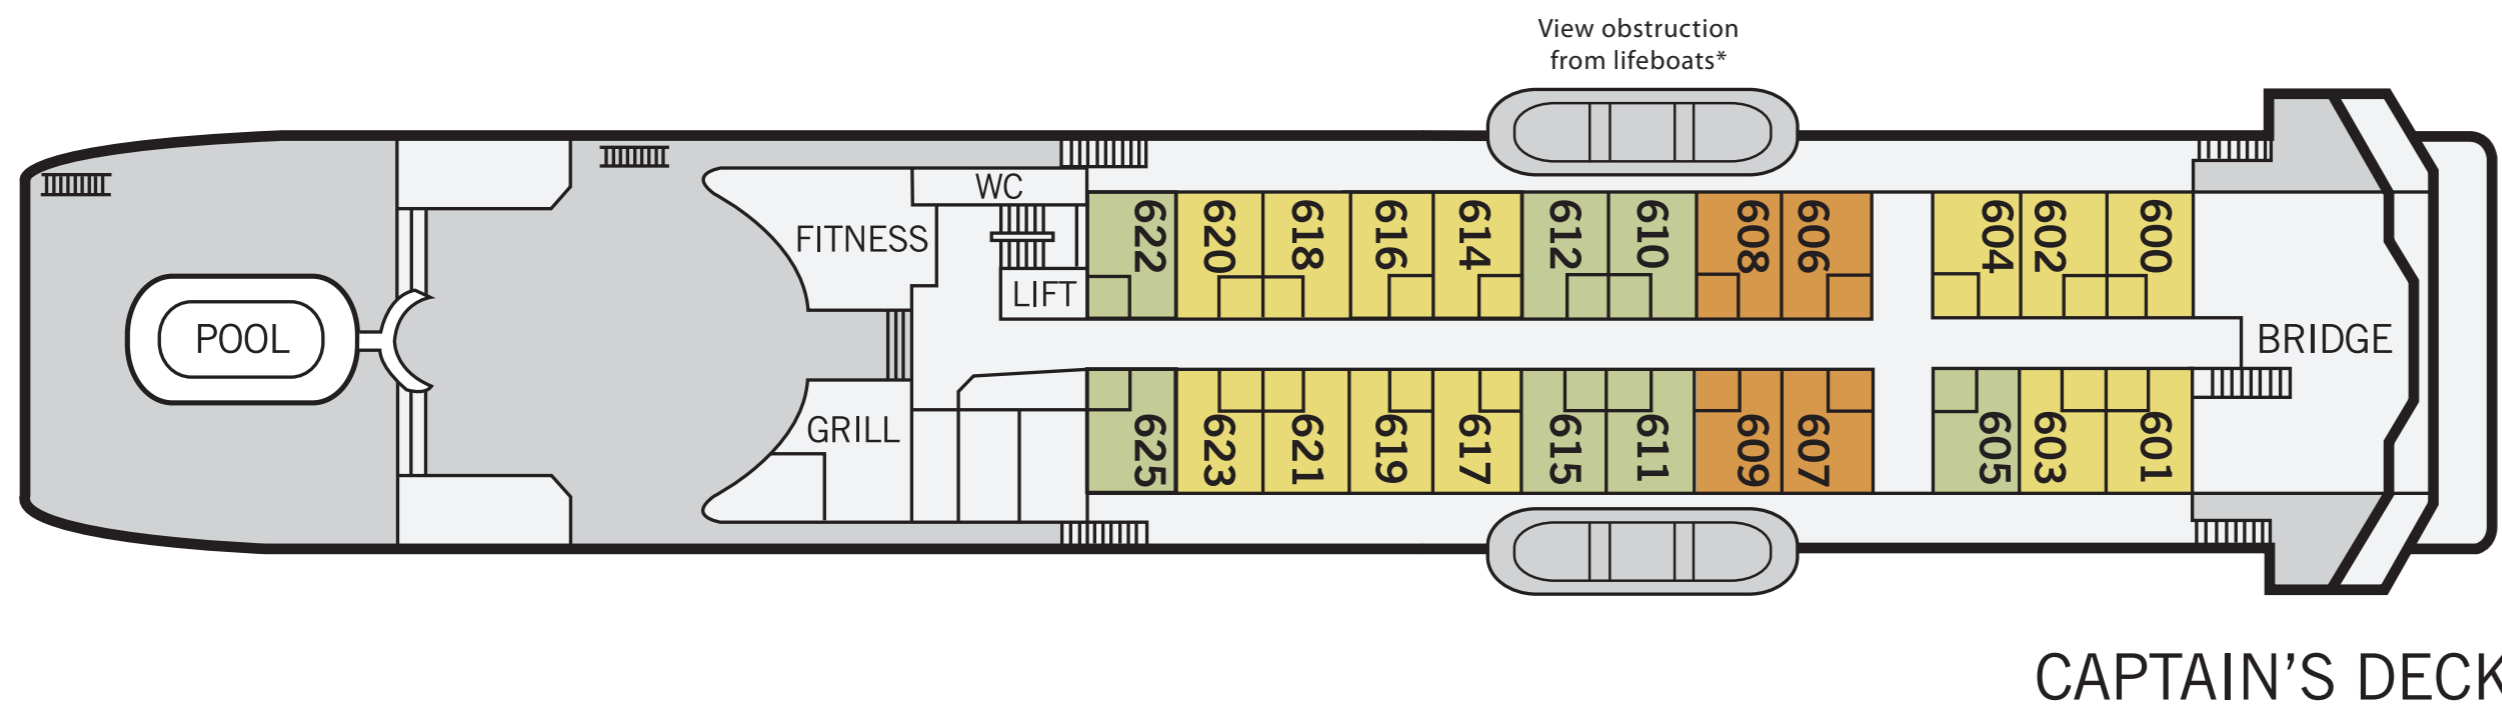 View obstruction
from lifeboats*
WC
FITNESS
LIFT
POOL
GRILL
BRIDGE
622 620 618 616 614 612 610 608 606 604 602 600
625 623 621 619 617 615 611 609 607 605 603 601
CAPTAIN'S DECK